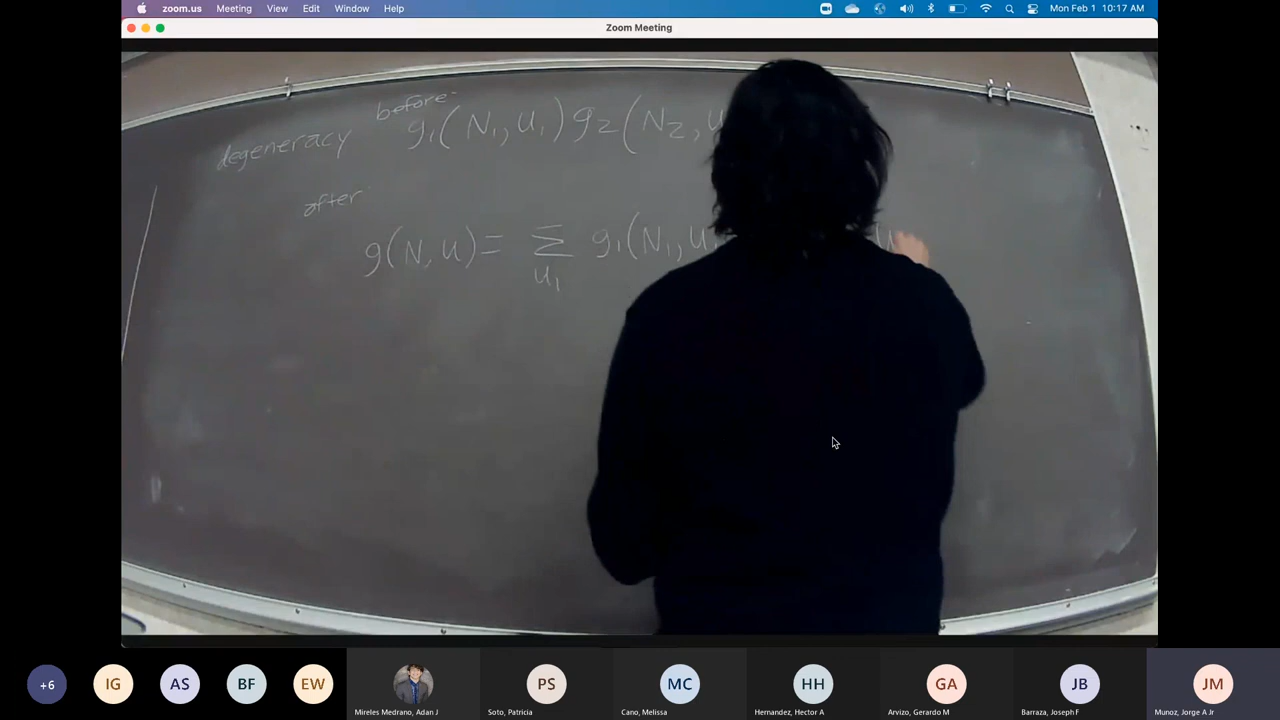 zoom.us Meeting View Edit Window Help Mon Feb 1 10:17 AM
Zoom Meeting
before
degeneracy g₁(N₁, U₁) g₂(N₂, U
after
g(N, U) = Σ g₁(N₁, U₁ U
U₁
+6 IG AS BF EW PS MC HH GA JB JM
Mireles Medrano, Adan J Soto, Patricia Cano, Melissa Hernandez, Hector A Arvizo, Gerardo M Barraza, Joseph F Munoz, Jorge A Jr